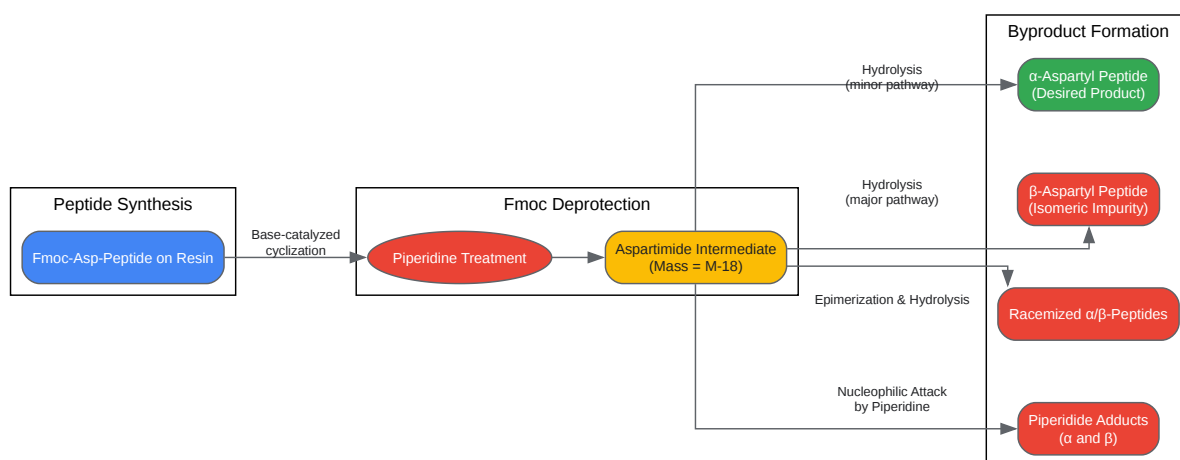 Byproduct Formation
Hydrolysis
(minor pathway)
α-Aspartyl Peptide
(Desired Product)
Peptide Synthesis
Fmoc-Asp-Peptide on Resin
Base-catalyzed
cyclization
Fmoc Deprotection
Piperidine Treatment
Aspartimide Intermediate
(Mass = M-18)
Hydrolysis
(major pathway)
β-Aspartyl Peptide
(Isomeric Impurity)
Epimerization & Hydrolysis
Racemized α/β-Peptides
Nucleophilic Attack
by Piperidine
Piperidide Adducts
(α and β)